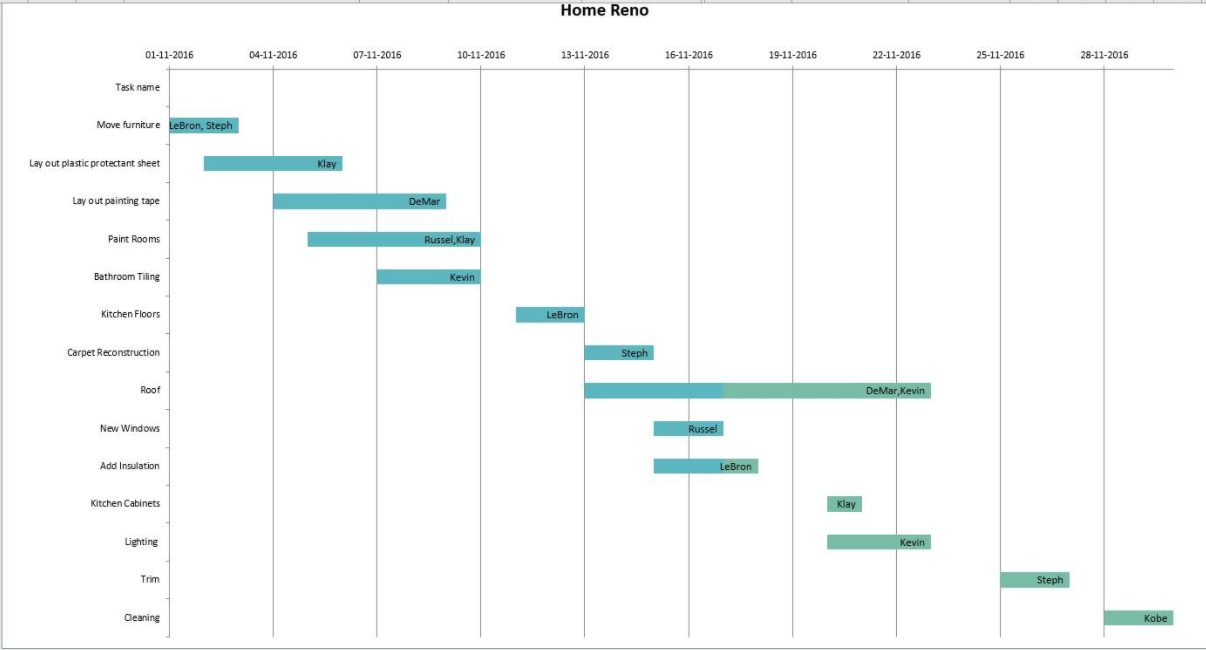 Home Reno
01-11-2016 04-11-2016 07-11-2016 10-11-2016 13-11-2016 16-11-2016 19-11-2016 22-11-2016 25-11-2016 28-11-2016
Task name
Move furniture LeBron, Steph
Lay out plastic protectant sheet Klay
Lay out painting tape DeMar
Paint Rooms Russel,Klay
Bathroom Tiling Kevin
Kitchen Floors LeBron
Carpet Reconstruction Steph
Roof DeMar,Kevin
New Windows Russel
Add Insulation LeBron
Kitchen Cabinets Klay
Lighting Kevin
Trim Steph
Cleaning Kobe